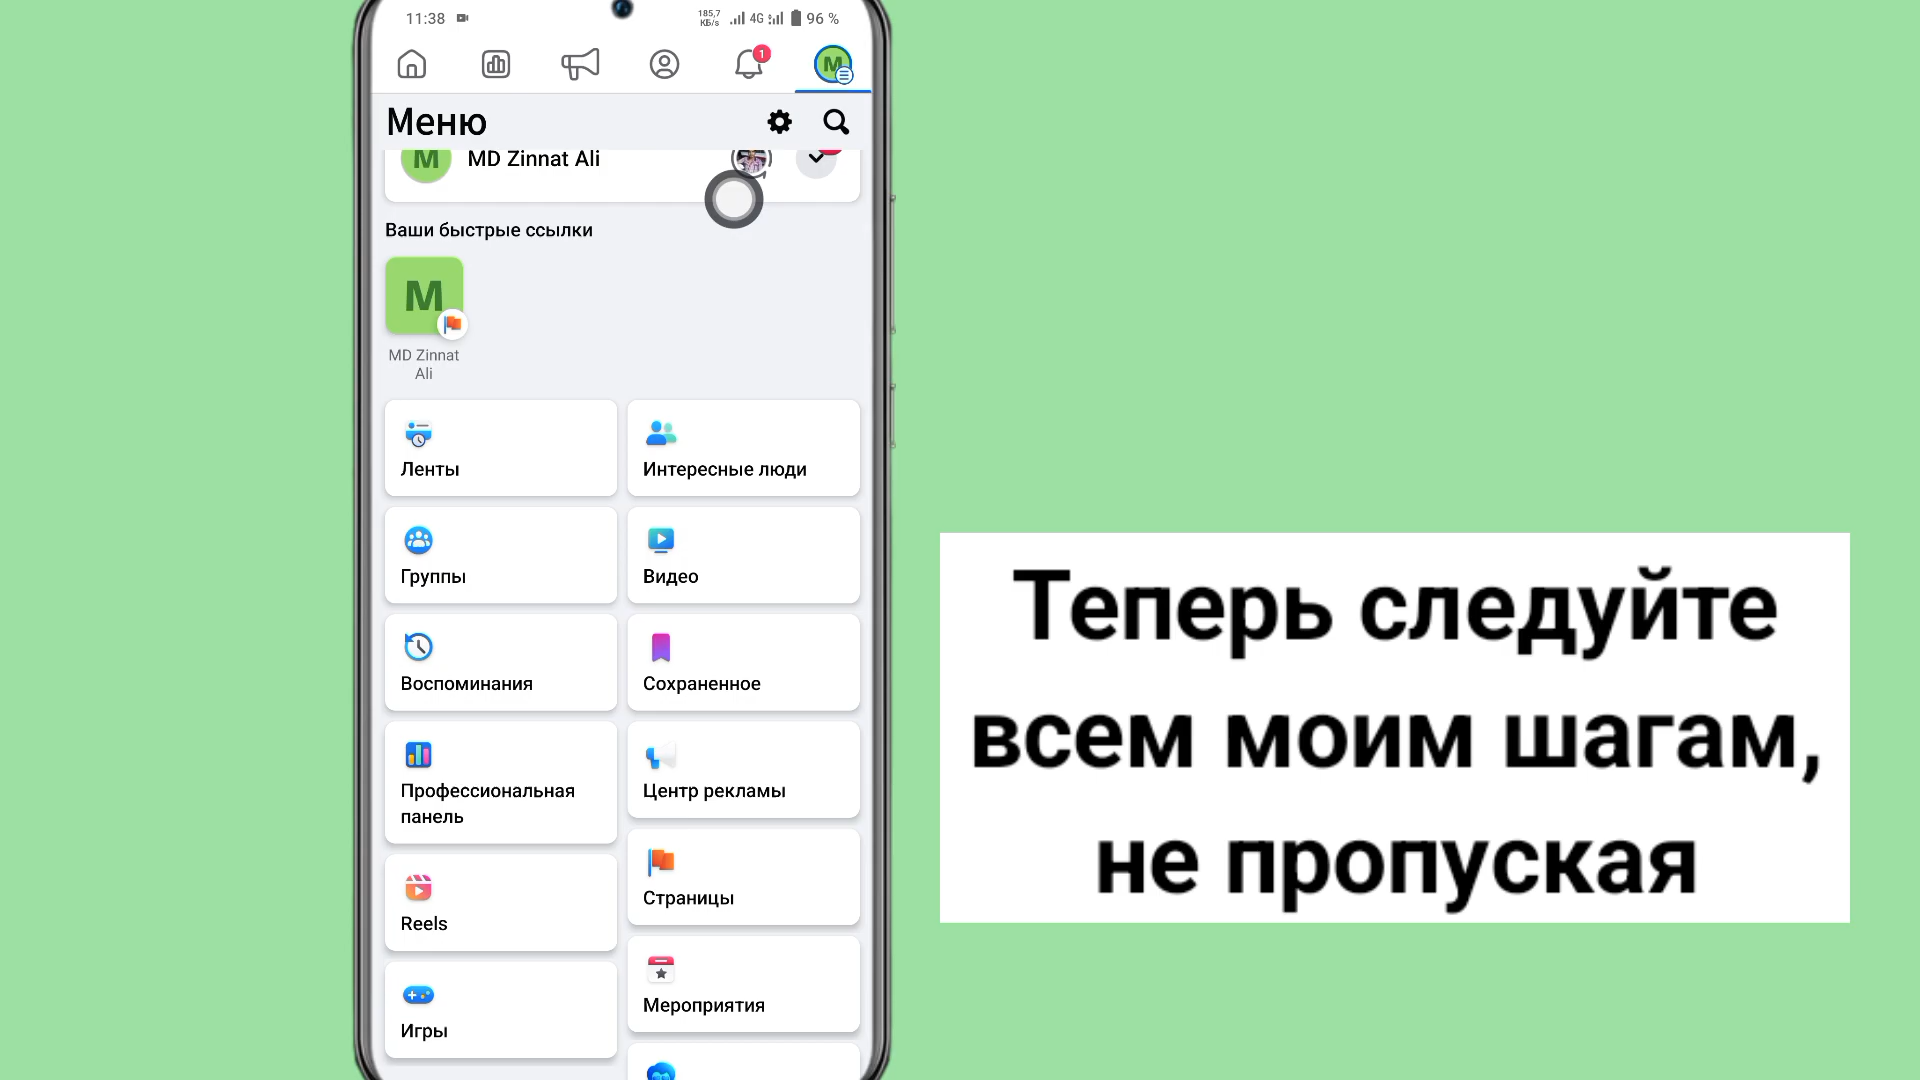 11:38
185,7
КБ/s
4G
96 %
1
M
Меню
M
MD Zinnat Ali
Ваши быстрые ссылки
M
MD Zinnat
Ali
Ленты
Интересные люди
Группы
Видео
Воспоминания
Сохраненное
Профессиональная
панель
Центр рекламы
Страницы
Reels
Мероприятия
Игры
Теперь следуйте
всем моим шагам,
не пропуская